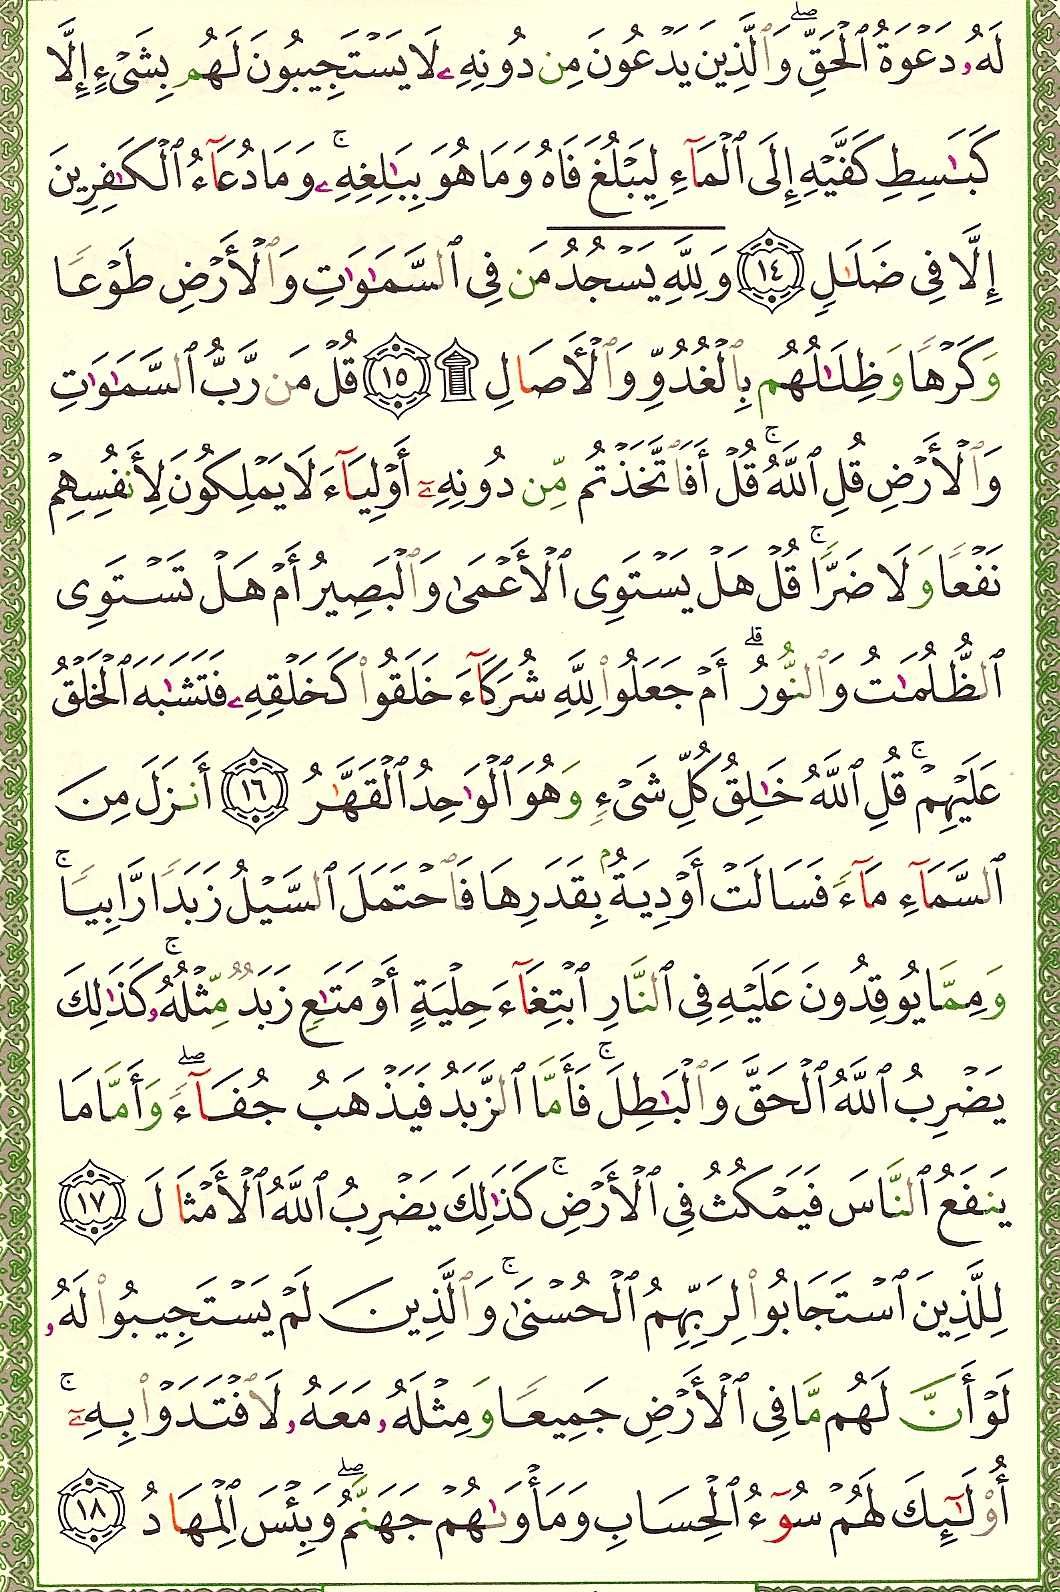 لَهُۥ دَعْوَةُ ٱلْحَقِّ ۖ وَٱلَّذِينَ يَدْعُونَ مِن دُونِهِۦ لَا يَسْتَجِيبُونَ لَهُم بِشَىْءٍ إِلَّا
كَبَـٰسِطِ كَفَّيْهِ إِلَى ٱلْمَآءِ لِيَبْلُغَ فَاهُ وَمَا هُوَ بِبَـٰلِغِهِۦ ۚ وَمَا دُعَآءُ ٱلْكَـٰفِرِينَ
إِلَّا فِى ضَلَـٰلٍ ١٤ وَلِلَّهِ يَسْجُدُ مَن فِى ٱلسَّمَـٰوَٰتِ وَٱلْأَرْضِ طَوْعًا
وَكَرْهًا وَظِلَـٰلُهُم بِٱلْغُدُوِّ وَٱلْـَٔاصَالِ ۩ ١٥ قُلْ مَن رَّبُّ ٱلسَّمَـٰوَٰتِ
وَٱلْأَرْضِ قُلِ ٱللَّهُ ۚ قُلْ أَفَٱتَّخَذْتُم مِّن دُونِهِۦٓ أَوْلِيَآءَ لَا يَمْلِكُونَ لِأَنفُسِهِمْ
نَفْعًا وَلَا ضَرًّا ۚ قُلْ هَلْ يَسْتَوِى ٱلْأَعْمَىٰ وَٱلْبَصِيرُ أَمْ هَلْ تَسْتَوِى
ٱلظُّلُمَـٰتُ وَٱلنُّورُ ۗ أَمْ جَعَلُوا۟ لِلَّهِ شُرَكَآءَ خَلَقُوا۟ كَخَلْقِهِۦ فَتَشَـٰبَهَ ٱلْخَلْقُ
عَلَيْهِمْ ۚ قُلِ ٱللَّهُ خَـٰلِقُ كُلِّ شَىْءٍ وَهُوَ ٱلْوَٰحِدُ ٱلْقَهَّـٰرُ ١٦ أَنزَلَ مِنَ
ٱلسَّمَآءِ مَآءً فَسَالَتْ أَوْدِيَةٌۢ بِقَدَرِهَا فَٱحْتَمَلَ ٱلسَّيْلُ زَبَدًا رَّابِيًا ۚ
وَمِمَّا يُوقِدُونَ عَلَيْهِ فِى ٱلنَّارِ ٱبْتِغَآءَ حِلْيَةٍ أَوْ مَتَـٰعٍ زَبَدٌ مِّثْلُهُۥ ۚ كَذَٰلِكَ
يَضْرِبُ ٱللَّهُ ٱلْحَقَّ وَٱلْبَـٰطِلَ ۚ فَأَمَّا ٱلزَّبَدُ فَيَذْهَبُ جُفَآءً ۖ وَأَمَّا مَا
يَنفَعُ ٱلنَّاسَ فَيَمْكُثُ فِى ٱلْأَرْضِ ۚ كَذَٰلِكَ يَضْرِبُ ٱللَّهُ ٱلْأَمْثَالَ ١٧
لِلَّذِينَ ٱسْتَجَابُوا۟ لِرَبِّهِمُ ٱلْحُسْنَىٰ ۚ وَٱلَّذِينَ لَمْ يَسْتَجِيبُوا۟ لَهُۥ
لَوْ أَنَّ لَهُم مَّا فِى ٱلْأَرْضِ جَمِيعًا وَمِثْلَهُۥ مَعَهُۥ لَٱفْتَدَوْا۟ بِهِۦٓ ۚ
أُو۟لَـٰٓئِكَ لَهُمْ سُوٓءُ ٱلْحِسَابِ وَمَأْوَىٰهُمْ جَهَنَّمُ ۖ وَبِئْسَ ٱلْمِهَادُ ١٨